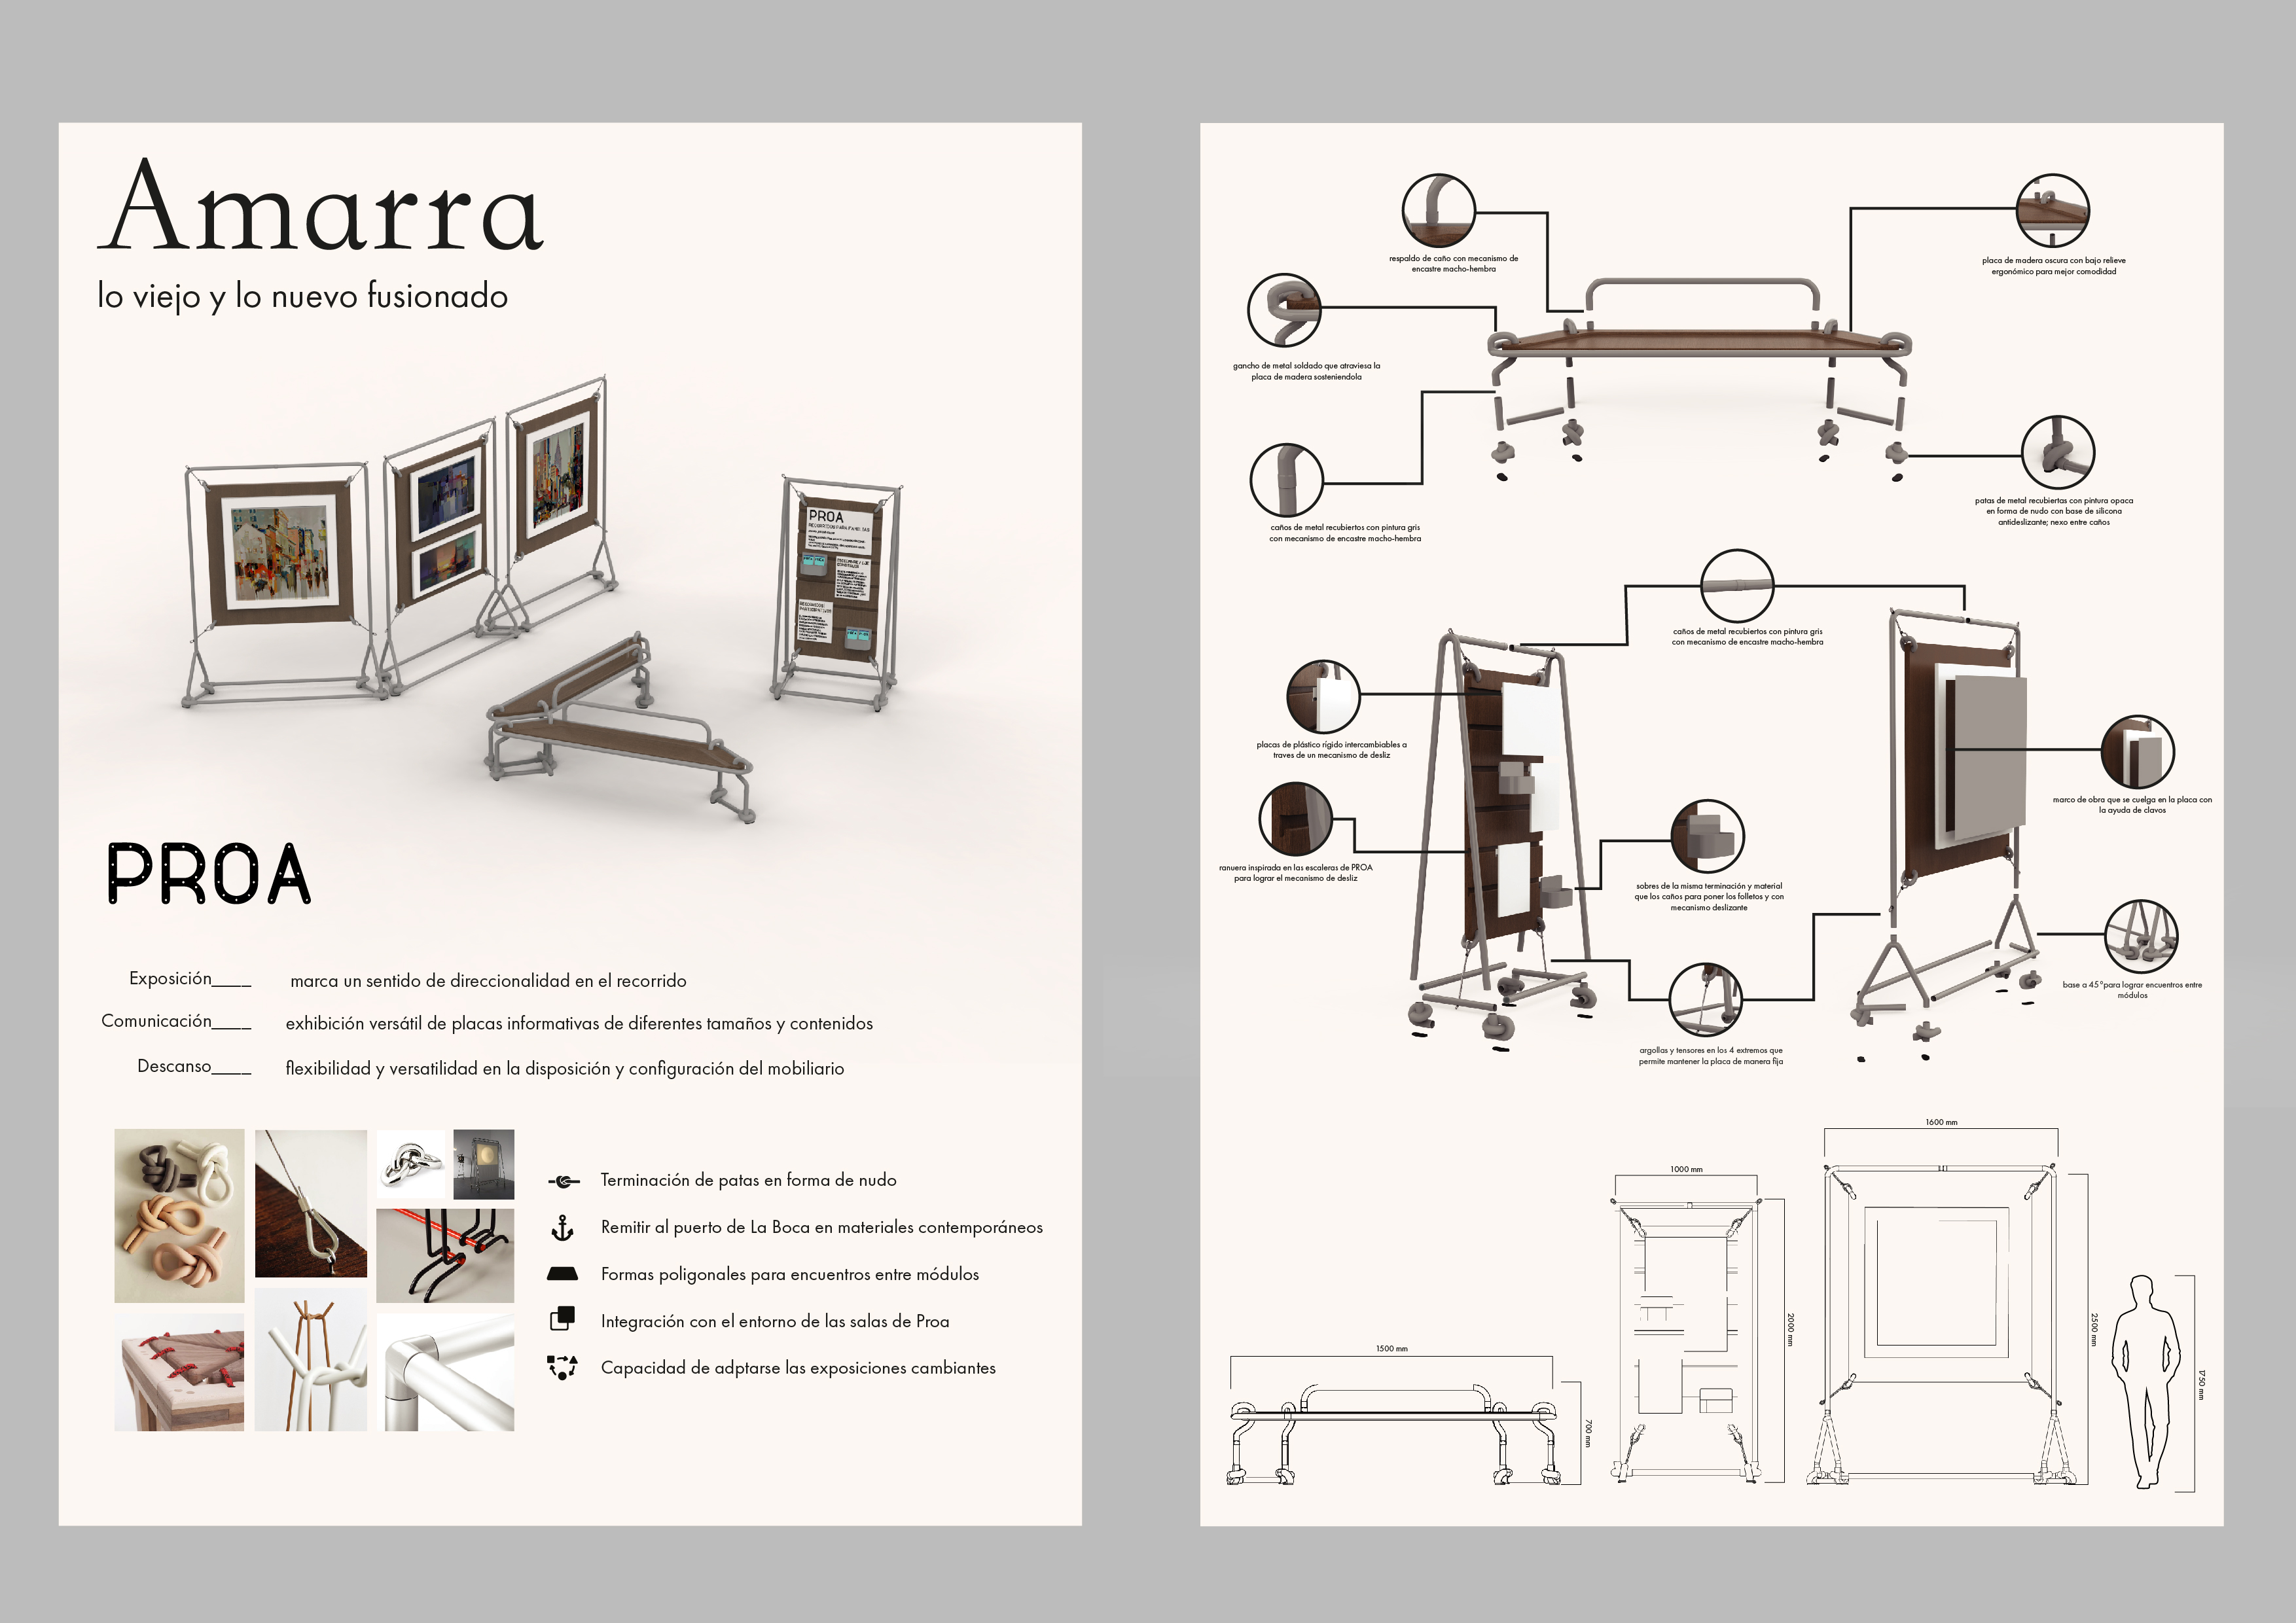 Amarra
lo viejo y lo nuevo fusionado
PROA
PROA
Exposición____ marca un sentido de direccionalidad en el recorrido
Comunicación____ exhibición versátil de placas informativas de diferentes tamaños y contenidos
Descanso____ flexibilidad y versatilidad en la disposición y configuración del mobiliario
Terminación de patas en forma de nudo
Remitir al puerto de La Boca en materiales contemporáneos
Formas poligonales para encuentros entre módulos
Integración con el entorno de las salas de Proa
Capacidad de adptarse las exposiciones cambiantes
respaldo de caño con mecanismo de
encastre macho-hembra
placa de madera oscura con bajo relieve
ergonómico para mejor comodidad
gancho de metal soldado que atraviesa la
placa de madera sosteniendola
caños de metal recubiertos con pintura gris
con mecanismo de encastre macho-hembra
patas de metal recubiertas con pintura opaca
en forma de nudo con base de silicona
antideslizante; nexo entre caños
caños de metal recubiertos con pintura gris
con mecanismo de encastre macho-hembra
placas de plástico rígido intercambiables a
traves de un mecanismo de desliz
marco de obra que se cuelga en la placa con
la ayuda de clavos
ranuera inspirada en las escaleras de PROA
para lograr el mecanismo de desliz
sobres de la misma terminación y material
que los caños para poner los folletos y con
mecanismo deslizante
base a 45°para lograr encuentros entre
módulos
argollas y tensores en los 4 extremos que
permite mantener la placa de manera fija
1600 mm
1000 mm
2000 mm
2500 mm
1500 mm
700 mm
1750 mm